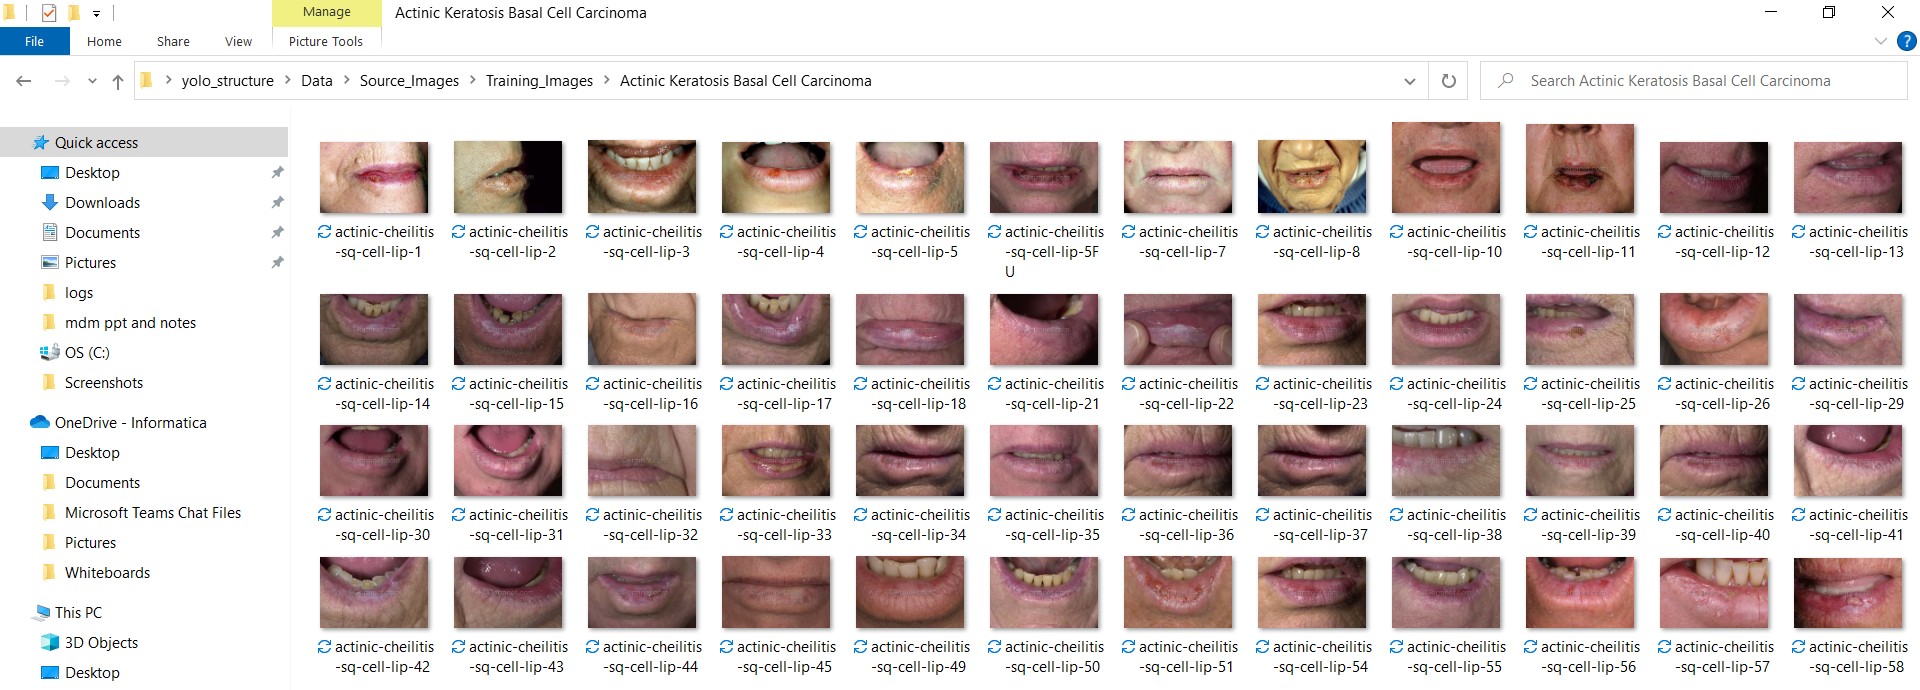 Manage
Actinic Keratosis Basal Cell Carcinoma
File
Home
Share
View
Picture Tools
yolo_structure > Data > Source_Images > Training_Images > Actinic Keratosis Basal Cell Carcinoma
Search Actinic Keratosis Basal Cell Carcinoma
Quick access
Desktop
Downloads
Documents
Pictures
logs
mdm ppt and notes
OS (C:)
Screenshots
OneDrive - Informatica
Desktop
Documents
Microsoft Teams Chat Files
Pictures
Whiteboards
This PC
3D Objects
Desktop
actinic-cheilitis
-sq-cell-lip-1
actinic-cheilitis
-sq-cell-lip-2
actinic-cheilitis
-sq-cell-lip-3
actinic-cheilitis
-sq-cell-lip-4
actinic-cheilitis
-sq-cell-lip-5
actinic-cheilitis
-sq-cell-lip-5F
U
actinic-cheilitis
-sq-cell-lip-7
actinic-cheilitis
-sq-cell-lip-8
actinic-cheilitis
-sq-cell-lip-10
actinic-cheilitis
-sq-cell-lip-11
actinic-cheilitis
-sq-cell-lip-12
actinic-cheilitis
-sq-cell-lip-13
actinic-cheilitis
-sq-cell-lip-14
actinic-cheilitis
-sq-cell-lip-15
actinic-cheilitis
-sq-cell-lip-16
actinic-cheilitis
-sq-cell-lip-17
actinic-cheilitis
-sq-cell-lip-18
actinic-cheilitis
-sq-cell-lip-21
actinic-cheilitis
-sq-cell-lip-22
actinic-cheilitis
-sq-cell-lip-23
actinic-cheilitis
-sq-cell-lip-24
actinic-cheilitis
-sq-cell-lip-25
actinic-cheilitis
-sq-cell-lip-26
actinic-cheilitis
-sq-cell-lip-29
actinic-cheilitis
-sq-cell-lip-30
actinic-cheilitis
-sq-cell-lip-31
actinic-cheilitis
-sq-cell-lip-32
actinic-cheilitis
-sq-cell-lip-33
actinic-cheilitis
-sq-cell-lip-34
actinic-cheilitis
-sq-cell-lip-35
actinic-cheilitis
-sq-cell-lip-36
actinic-cheilitis
-sq-cell-lip-37
actinic-cheilitis
-sq-cell-lip-38
actinic-cheilitis
-sq-cell-lip-39
actinic-cheilitis
-sq-cell-lip-40
actinic-cheilitis
-sq-cell-lip-41
actinic-cheilitis
-sq-cell-lip-42
actinic-cheilitis
-sq-cell-lip-43
actinic-cheilitis
-sq-cell-lip-44
actinic-cheilitis
-sq-cell-lip-45
actinic-cheilitis
-sq-cell-lip-49
actinic-cheilitis
-sq-cell-lip-50
actinic-cheilitis
-sq-cell-lip-51
actinic-cheilitis
-sq-cell-lip-54
actinic-cheilitis
-sq-cell-lip-55
actinic-cheilitis
-sq-cell-lip-56
actinic-cheilitis
-sq-cell-lip-57
actinic-cheilitis
-sq-cell-lip-58